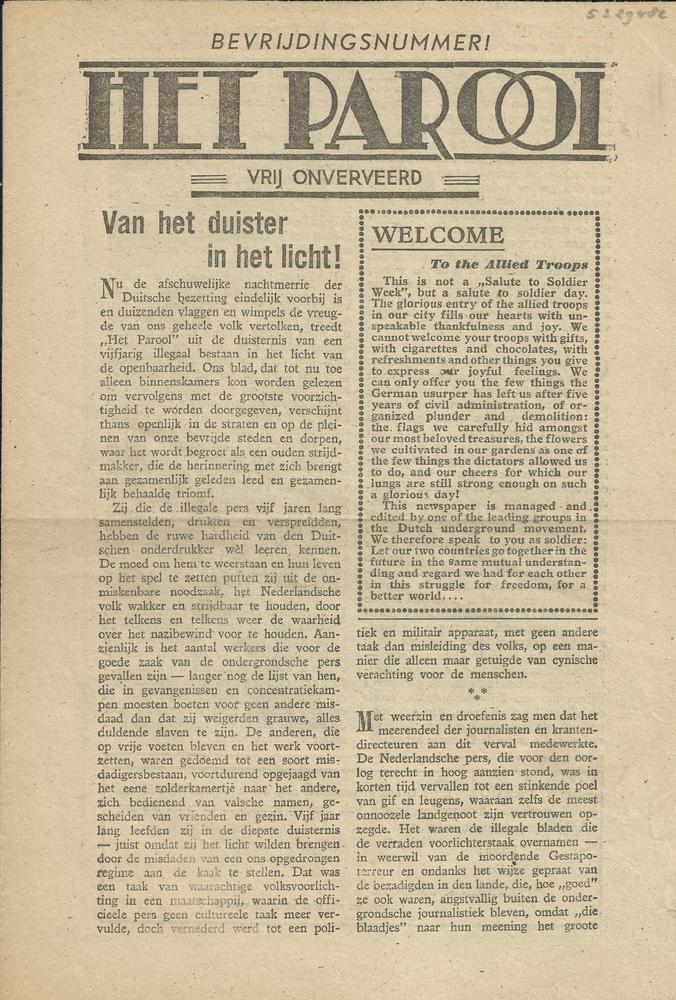 BEVRIJDINGSNUMMER!
HET PAROOL
VRIJ ONVERVEERD
Van het duister
in het licht!
Nu de afschuwelijke nachtmerrie der
Duitsche bezetting eindelijk voorbij is
en duizenden vlaggen en wimpels de vreug-
de van ons geheele volk vertolken, treedt
„Het Parool” uit de duisternis van een
vijfjarig illegaal bestaan in het licht van
de openbaarheid. Ons blad, dat tot nu toe
alleen binnenskamers kon worden gelezen
om vervolgens met de grootste voorzich-
tigheid te worden doorgegeven, verschijnt
thans openlijk in de straten en op de plei-
nen van onze bevrijde steden en dorpen,
waar het wordt begroet als een ouden strijd-
makker, die de herinnering met zich brengt
aan gezamenlijk geleden leed en gezamen-
lijk behaalde triomf.
Zij die de illegale pers vijf jaren lang
samenstelden, drukten en verspreidden,
hebben de ruwe hardheid van den Duit-
schen onderdrukker wèl leeren kennen.
De moed om hem te weerstaan en hun leven
op het spel te zetten putten zij uit de on-
miskenbare noodzaak, het Nederlandsche
volk wakker en strijdbaar te houden, door
het telkens en telkens weer de waarheid
over het nazibewind voor te houden. Aan-
zienlijk is het aantal werkers die voor de
goede zaak van de ondergrondsche pers
gevallen zijn — langer nog de lijst van hen,
die in gevangenissen en concentratiekam-
pen moesten boeten voor geen andere mis-
daad dan dat zij weigerden grauwe, alles
duldende slaven te zijn. De anderen, die
op vrije voeten bleven en het werk voort-
zetten, waren gedoemd tot een soort mis-
dadigersbestaan, voortdurend opgejaagd van
het eene zolderkamertje naar het andere,
zich bedienend van valsche namen, ge-
scheiden van vrienden en gezin. Vijf jaar
lang leefden zij in de diepste duisternis
— juist omdat zij het licht wilden brengen
door de misdaden van een ons opgedrongen
regime aan de kaak te stellen. Dat was
een taak van waarachtige volksvoorlich-
ting in een maatschappij, waarin de offi-
cieele pers geen cultureele taak meer ver-
vulde, doch vernederd werd tot een poli-
WELCOME
To the Allied Troops
This is not a „Salute to Soldier
Week”, but a salute to soldier day.
The glorious entry of the allied troops
in our city fills our hearts with un-
speakable thankfulness and joy. We
cannot welcome your troops with gifts,
with cigarettes and chocolates, with
refreshments and other things you give
to express our joyful feelings. We
can only offer you the few things the
German usurper has left us after five
years of civil administration, of or-
ganized plunder and demolition:
the flags we carefully hid amongst
our most beloved treasures, the flowers
we cultivated in our gardens as one of
the few things the dictators allowed us
to do, and our cheers for which our
lungs are still strong enough on such
a glorious day!
This newspaper is managed and
edited by one of the leading groups in
the Dutch underground movement.
We therefore speak to you as soldier:
Let our two countries go together in the
future in the same mutual understan-
ding and regard we had for each other
in this struggle for freedom, for a
better world....
tiek en militair apparaat, met geen andere
taak dan misleiding des volks, op een ma-
nier die alleen maar getuigde van cynische
verachting voor de menschen.
***
Met weerzin en droefenis zag men dat het
meerendeel der journalisten en kranten-
directeuren aan dit verval medewerkte.
De Nederlandsche pers, die voor den oor-
log terecht in hoog aanzien stond, was in
korten tijd vervallen tot een stinkende poel
van gif en leugens, waaraan zelfs de meest
onnoozele landgenoot zijn vertrouwen op-
zegde. Het waren de illegale bladen die
de verraden voorlichterstaak overnamen —
in weerwil van de moordende Gestapo-
terreur en ondanks het wijze gepraat van
de bezadigden in den lande, die, hoe „goed”
ze ook waren, angstvallig buiten de onder-
grondsche journalistiek bleven, omdat „die
blaadjes” naar hun meening het groote